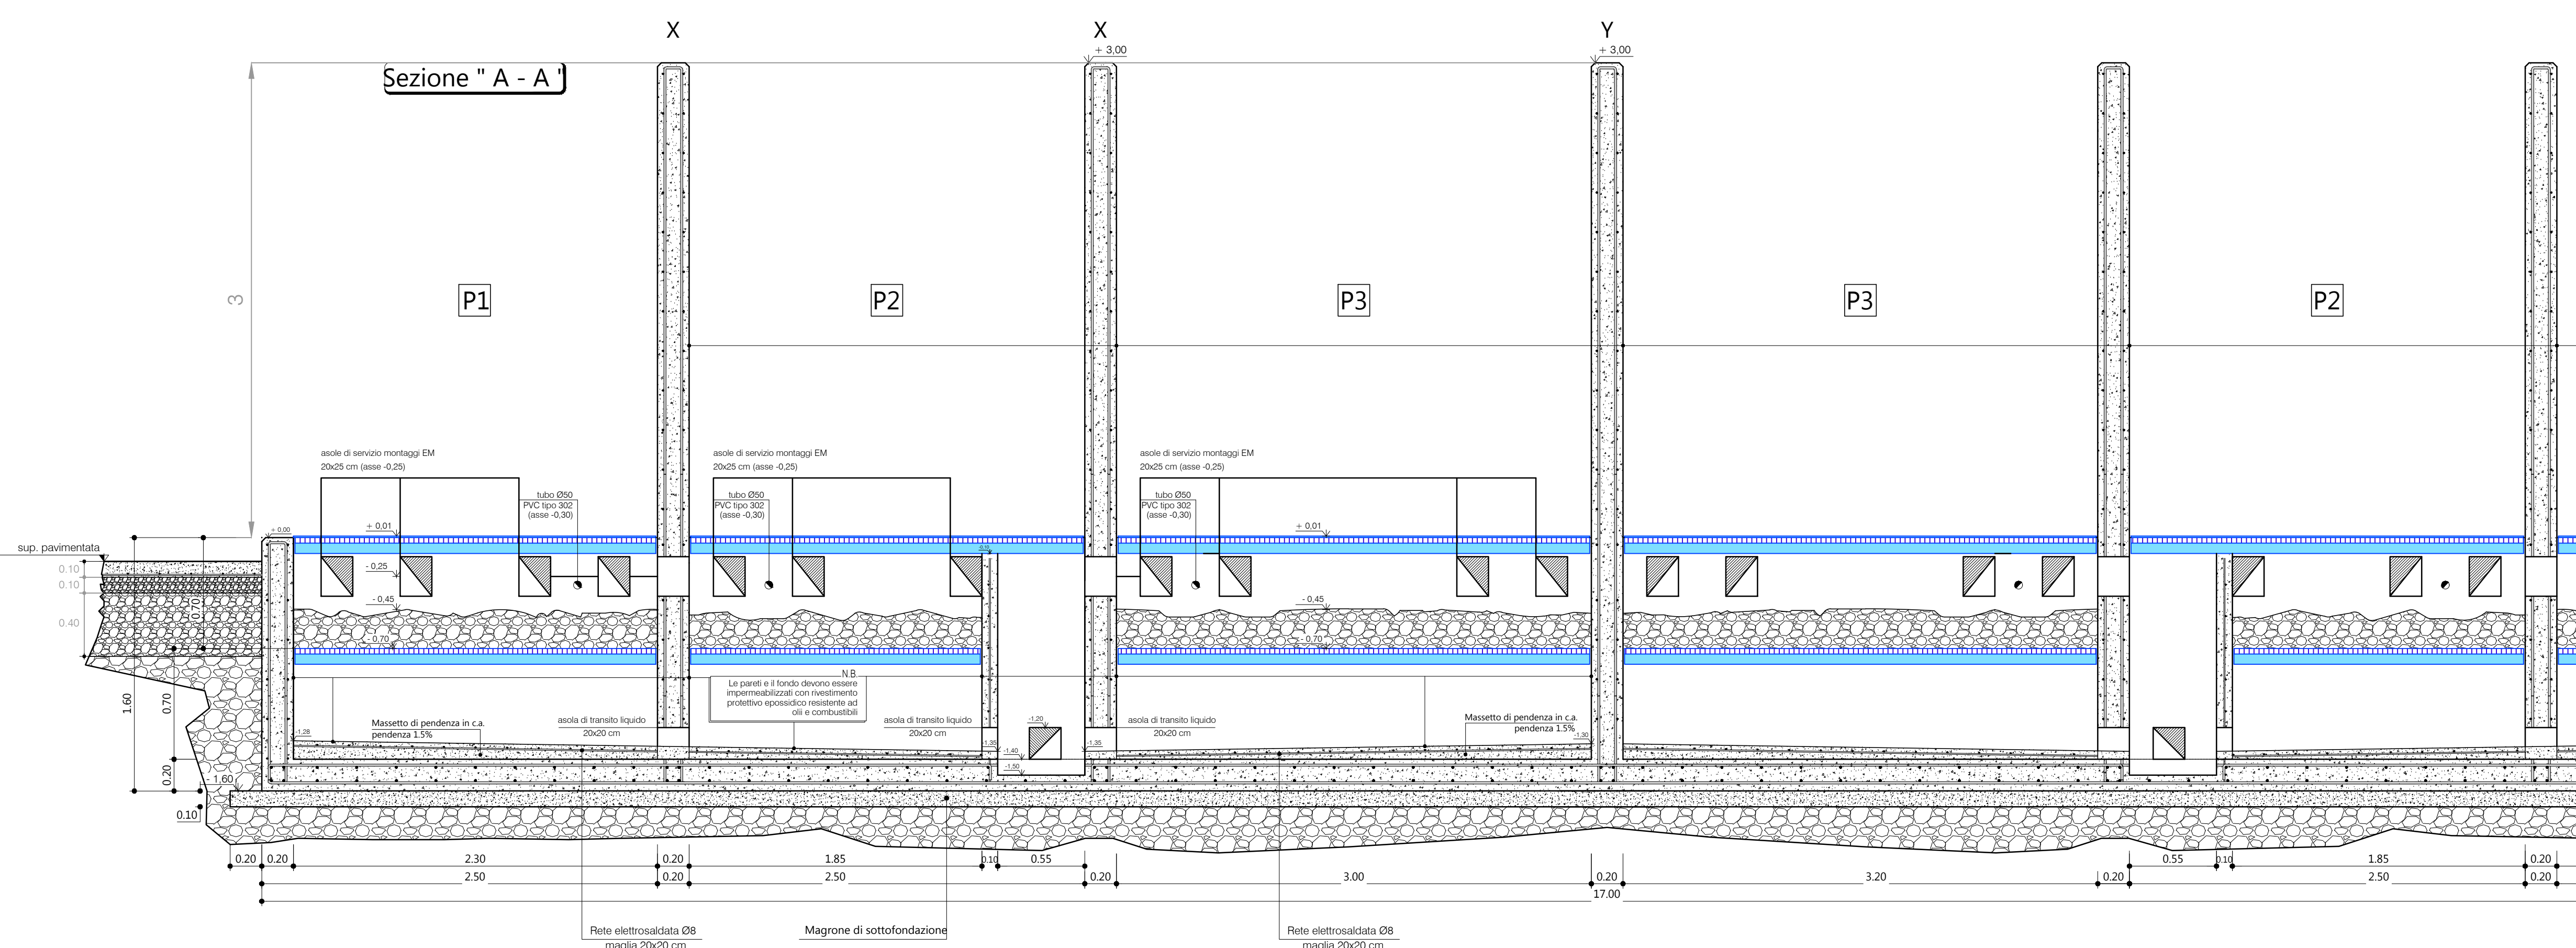 X
X
Y
+ 3,00
+ 3,00
Sezione " A - A "
3
P1
P2
P3
P3
P2
asole di servizio montaggi EM
20x25 cm (asse -0,25)
asole di servizio montaggi EM
20x25 cm (asse -0,25)
asole di servizio montaggi EM
20x25 cm (asse -0,25)
tubo Ø50
PVC tipo 302
(asse -0,30)
tubo Ø50
PVC tipo 302
(asse -0,30)
tubo Ø50
PVC tipo 302
(asse -0,30)
+ 0,00
+ 0,01
+ 0,01
sup. pavimentata
0.10
0.10
0.40
0.70
- 0,25
- 0,45
- 0,70
- 0,45
- 0,70
1.60
0.70
0.20
- 1,60
0.10
N.B.
Le pareti e il fondo devono essere
impermeabilizzati con rivestimento
protettivo epossidico resistente ad
olii e combustibili
-1,28
Massetto di pendenza in c.a.
pendenza 1.5%
asola di transito liquido
20x20 cm
asola di transito liquido
20x20 cm
-1,20
-1,35
-1,40
-1,50
-1,35
asola di transito liquido
20x20 cm
Massetto di pendenza in c.a.
pendenza 1.5%
-1,30
0.20
0.20
2.30
0.20
1.85
0.10
0.55
0.55
0.10
1.85
0.20
2.50
0.20
2.50
0.20
3.00
0.20
3.20
0.20
2.50
0.20
17.00
Rete elettrosaldata Ø8
maglia 20x20 cm
Magrone di sottofondazione
Rete elettrosaldata Ø8
maglia 20x20 cm